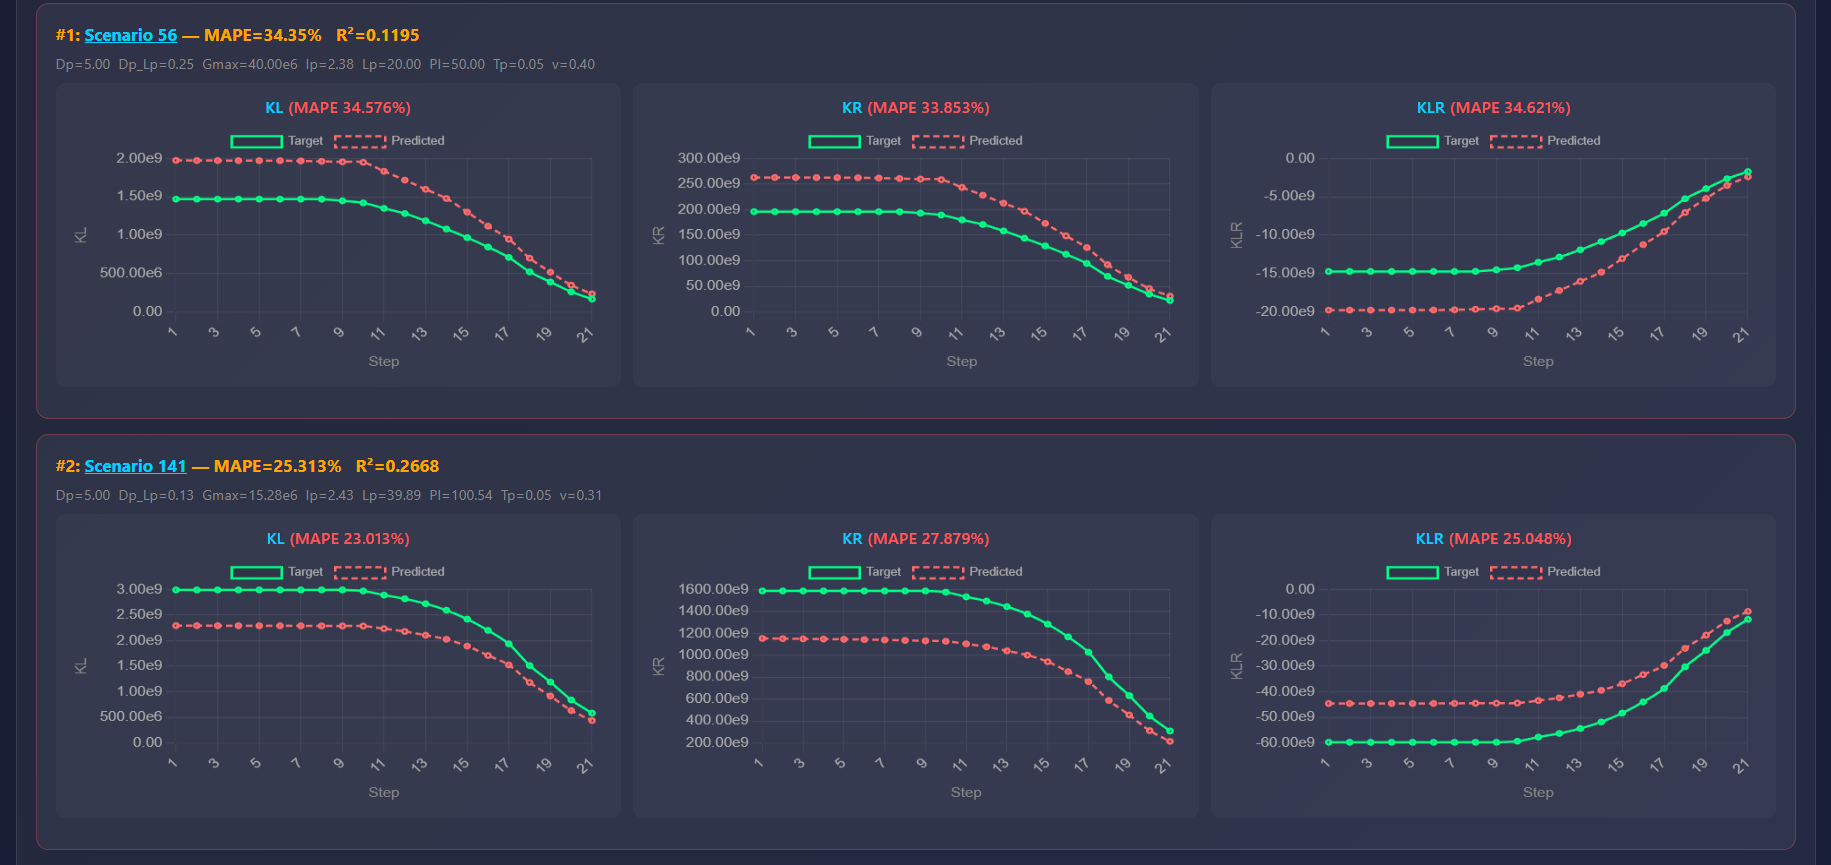 #1: Scenario 56 — MAPE=34.35% R²=0.1195
Dp=5.00 Dp_Lp=0.25 Gmax=40.00e6 Ip=2.38 Lp=20.00 PI=50.00 Tp=0.05 v=0.40
KL (MAPE 34.576%)
Target Predicted
2.00e9
1.50e9
1.00e9
500.00e6
0.00
KL
1 3 5 7 9 11 13 15 17 19 21
Step
KR (MAPE 33.853%)
Target Predicted
300.00e9
250.00e9
200.00e9
150.00e9
100.00e9
50.00e9
0.00
KR
1 3 5 7 9 11 13 15 17 19 21
Step
KLR (MAPE 34.621%)
Target Predicted
0.00
-5.00e9
-10.00e9
-15.00e9
-20.00e9
KLR
1 3 5 7 9 11 13 15 17 19 21
Step
#2: Scenario 141 — MAPE=25.313% R²=0.2668
Dp=5.00 Dp_Lp=0.13 Gmax=15.28e6 Ip=2.43 Lp=39.89 PI=100.54 Tp=0.05 v=0.31
KL (MAPE 23.013%)
Target Predicted
3.00e9
2.50e9
2.00e9
1.50e9
1.00e9
500.00e6
0.00
KL
1 3 5 7 9 11 13 15 17 19 21
Step
KR (MAPE 27.879%)
Target Predicted
1600.00e9
1400.00e9
1200.00e9
1000.00e9
800.00e9
600.00e9
400.00e9
200.00e9
KR
1 3 5 7 9 11 13 15 17 19 21
Step
KLR (MAPE 25.048%)
Target Predicted
0.00
-10.00e9
-20.00e9
-30.00e9
-40.00e9
-50.00e9
-60.00e9
KLR
1 3 5 7 9 11 13 15 17 19 21
Step